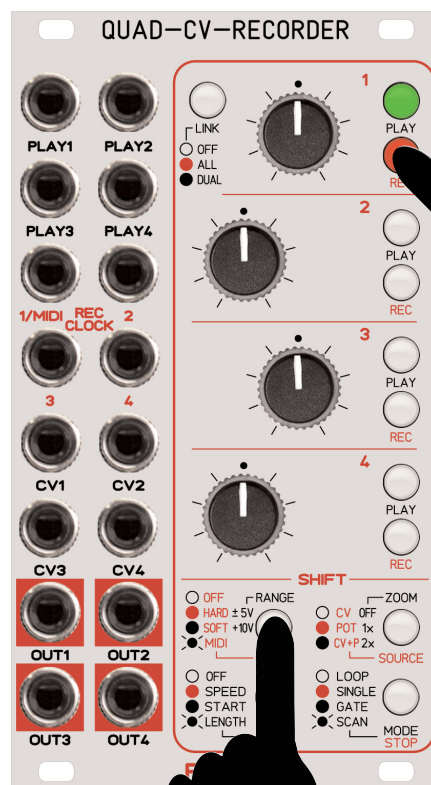 QUAD-CV-RECORDER
1
LINK
OFF
ALL
DUAL
PLAY
PLAY1 PLAY2
2
PLAY3 PLAY4
PLAY
REC
1/MIDI REC CLOCK 2
3
PLAY
3 4
REC
CV1 CV2
4
PLAY
CV3 CV4
REC
SHIFT
OFF RANGE
HARD ± 5V
SOFT +10V
MIDI
CV OFF ZOOM
POT 1x
CV+P 2x
SOURCE
OUT1 OUT2
OFF
SPEED
START
LENGTH
LOOP
SINGLE
GATE
SCAN
MODE
STOP
OUT3 OUT4